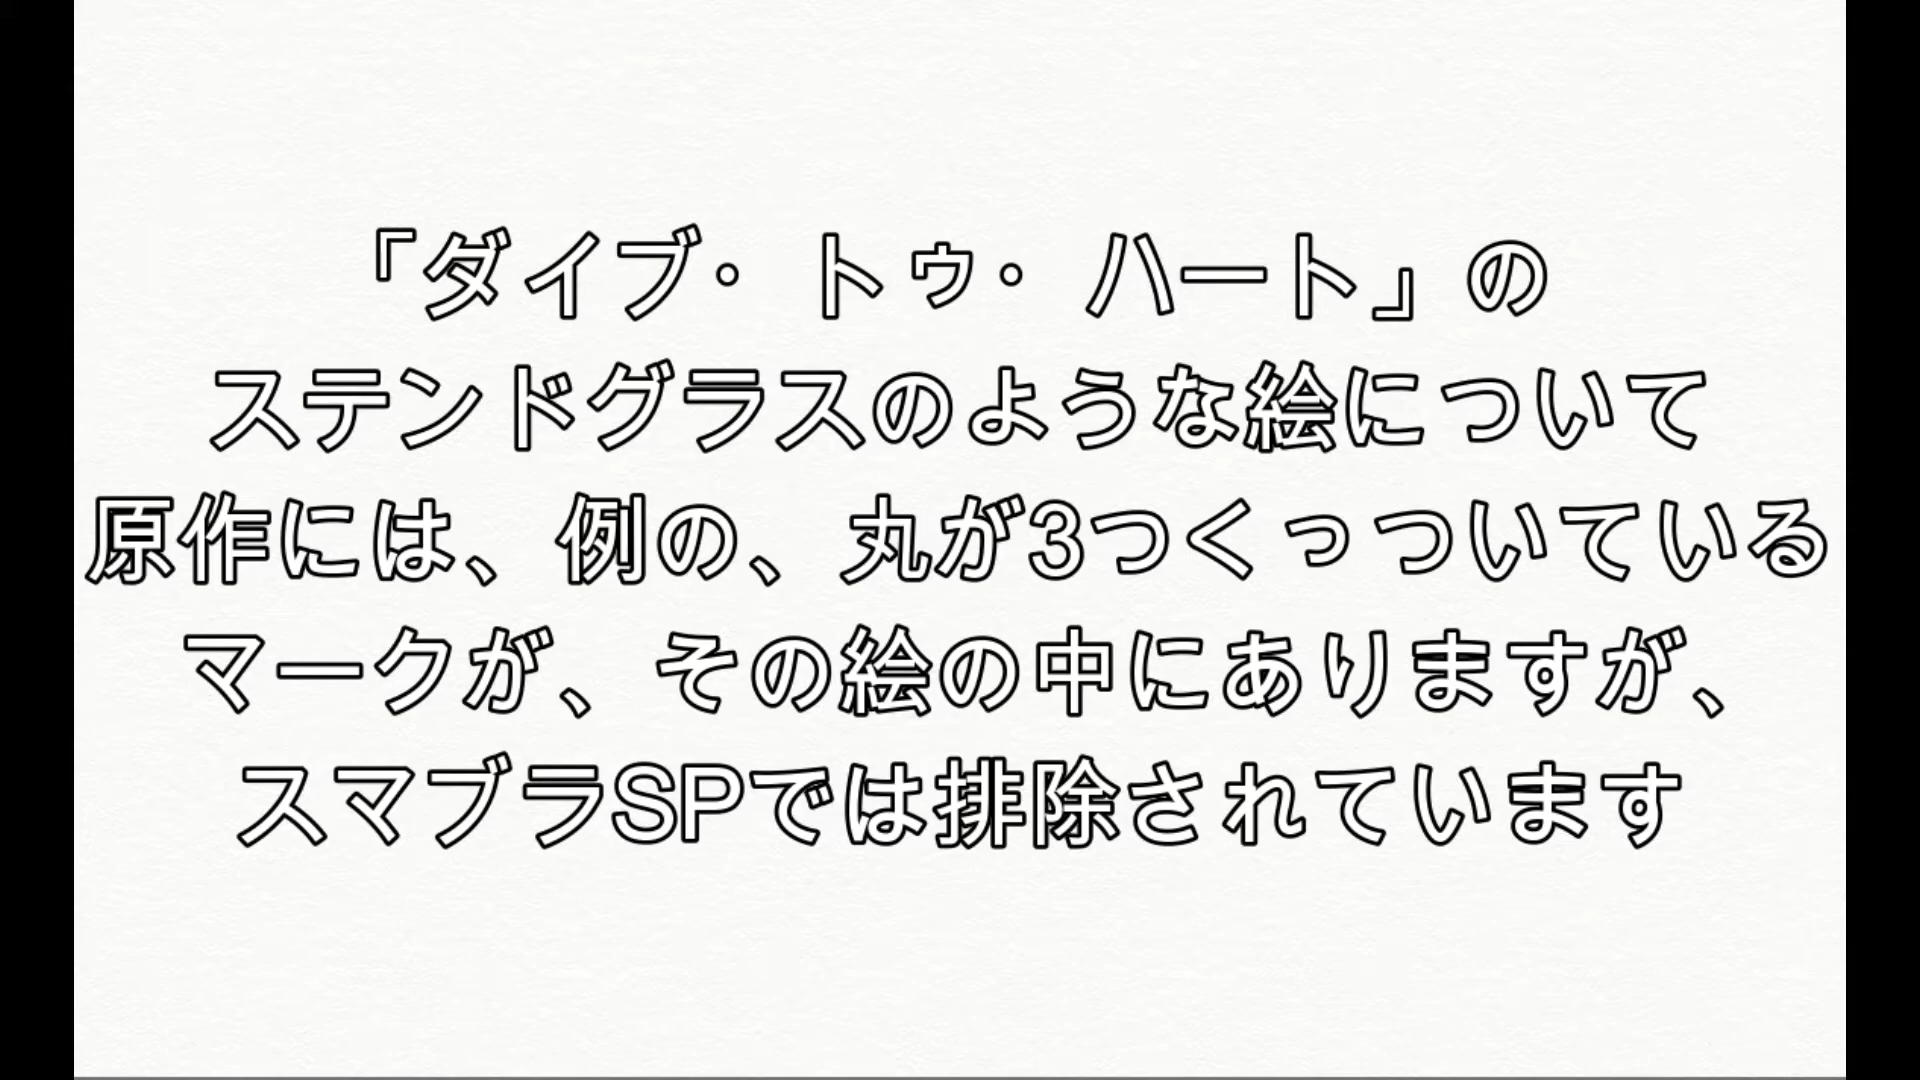 「ダイブ・トゥ・ハート」の
ステンドグラスのような絵について
原作には、例の、丸が3つくっついている
マークが、その絵の中にありますが、
スマブラSPでは排除されています